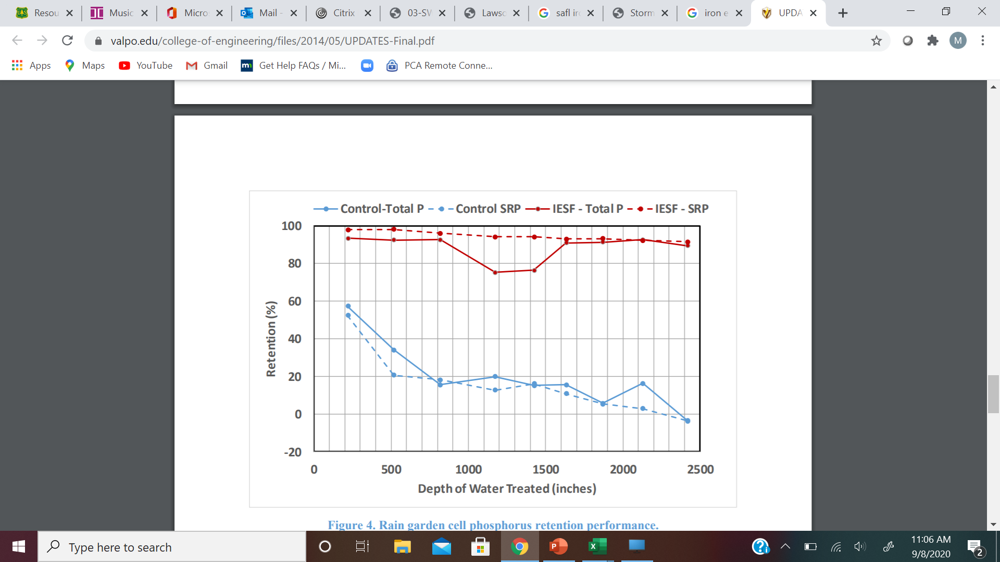 Resou Music Micro Mail - Citrix 03-SW Lawsc safl irc Storm iron e UPDA
valpo.edu/college-of-engineering/files/2014/05/UPDATES-Final.pdf M
Apps Maps YouTube Gmail mn Get Help FAQs / Mi... PCA Remote Conne...
Control-Total P Control SRP IESF - Total P IESF - SRP
100
80
60
40
20
0
-20
Retention (%)
0 500 1000 1500 2000 2500
Depth of Water Treated (inches)
Figure 4. Rain garden cell phosphorus retention performance.
Type here to search
11:06 AM
9/8/2020
2